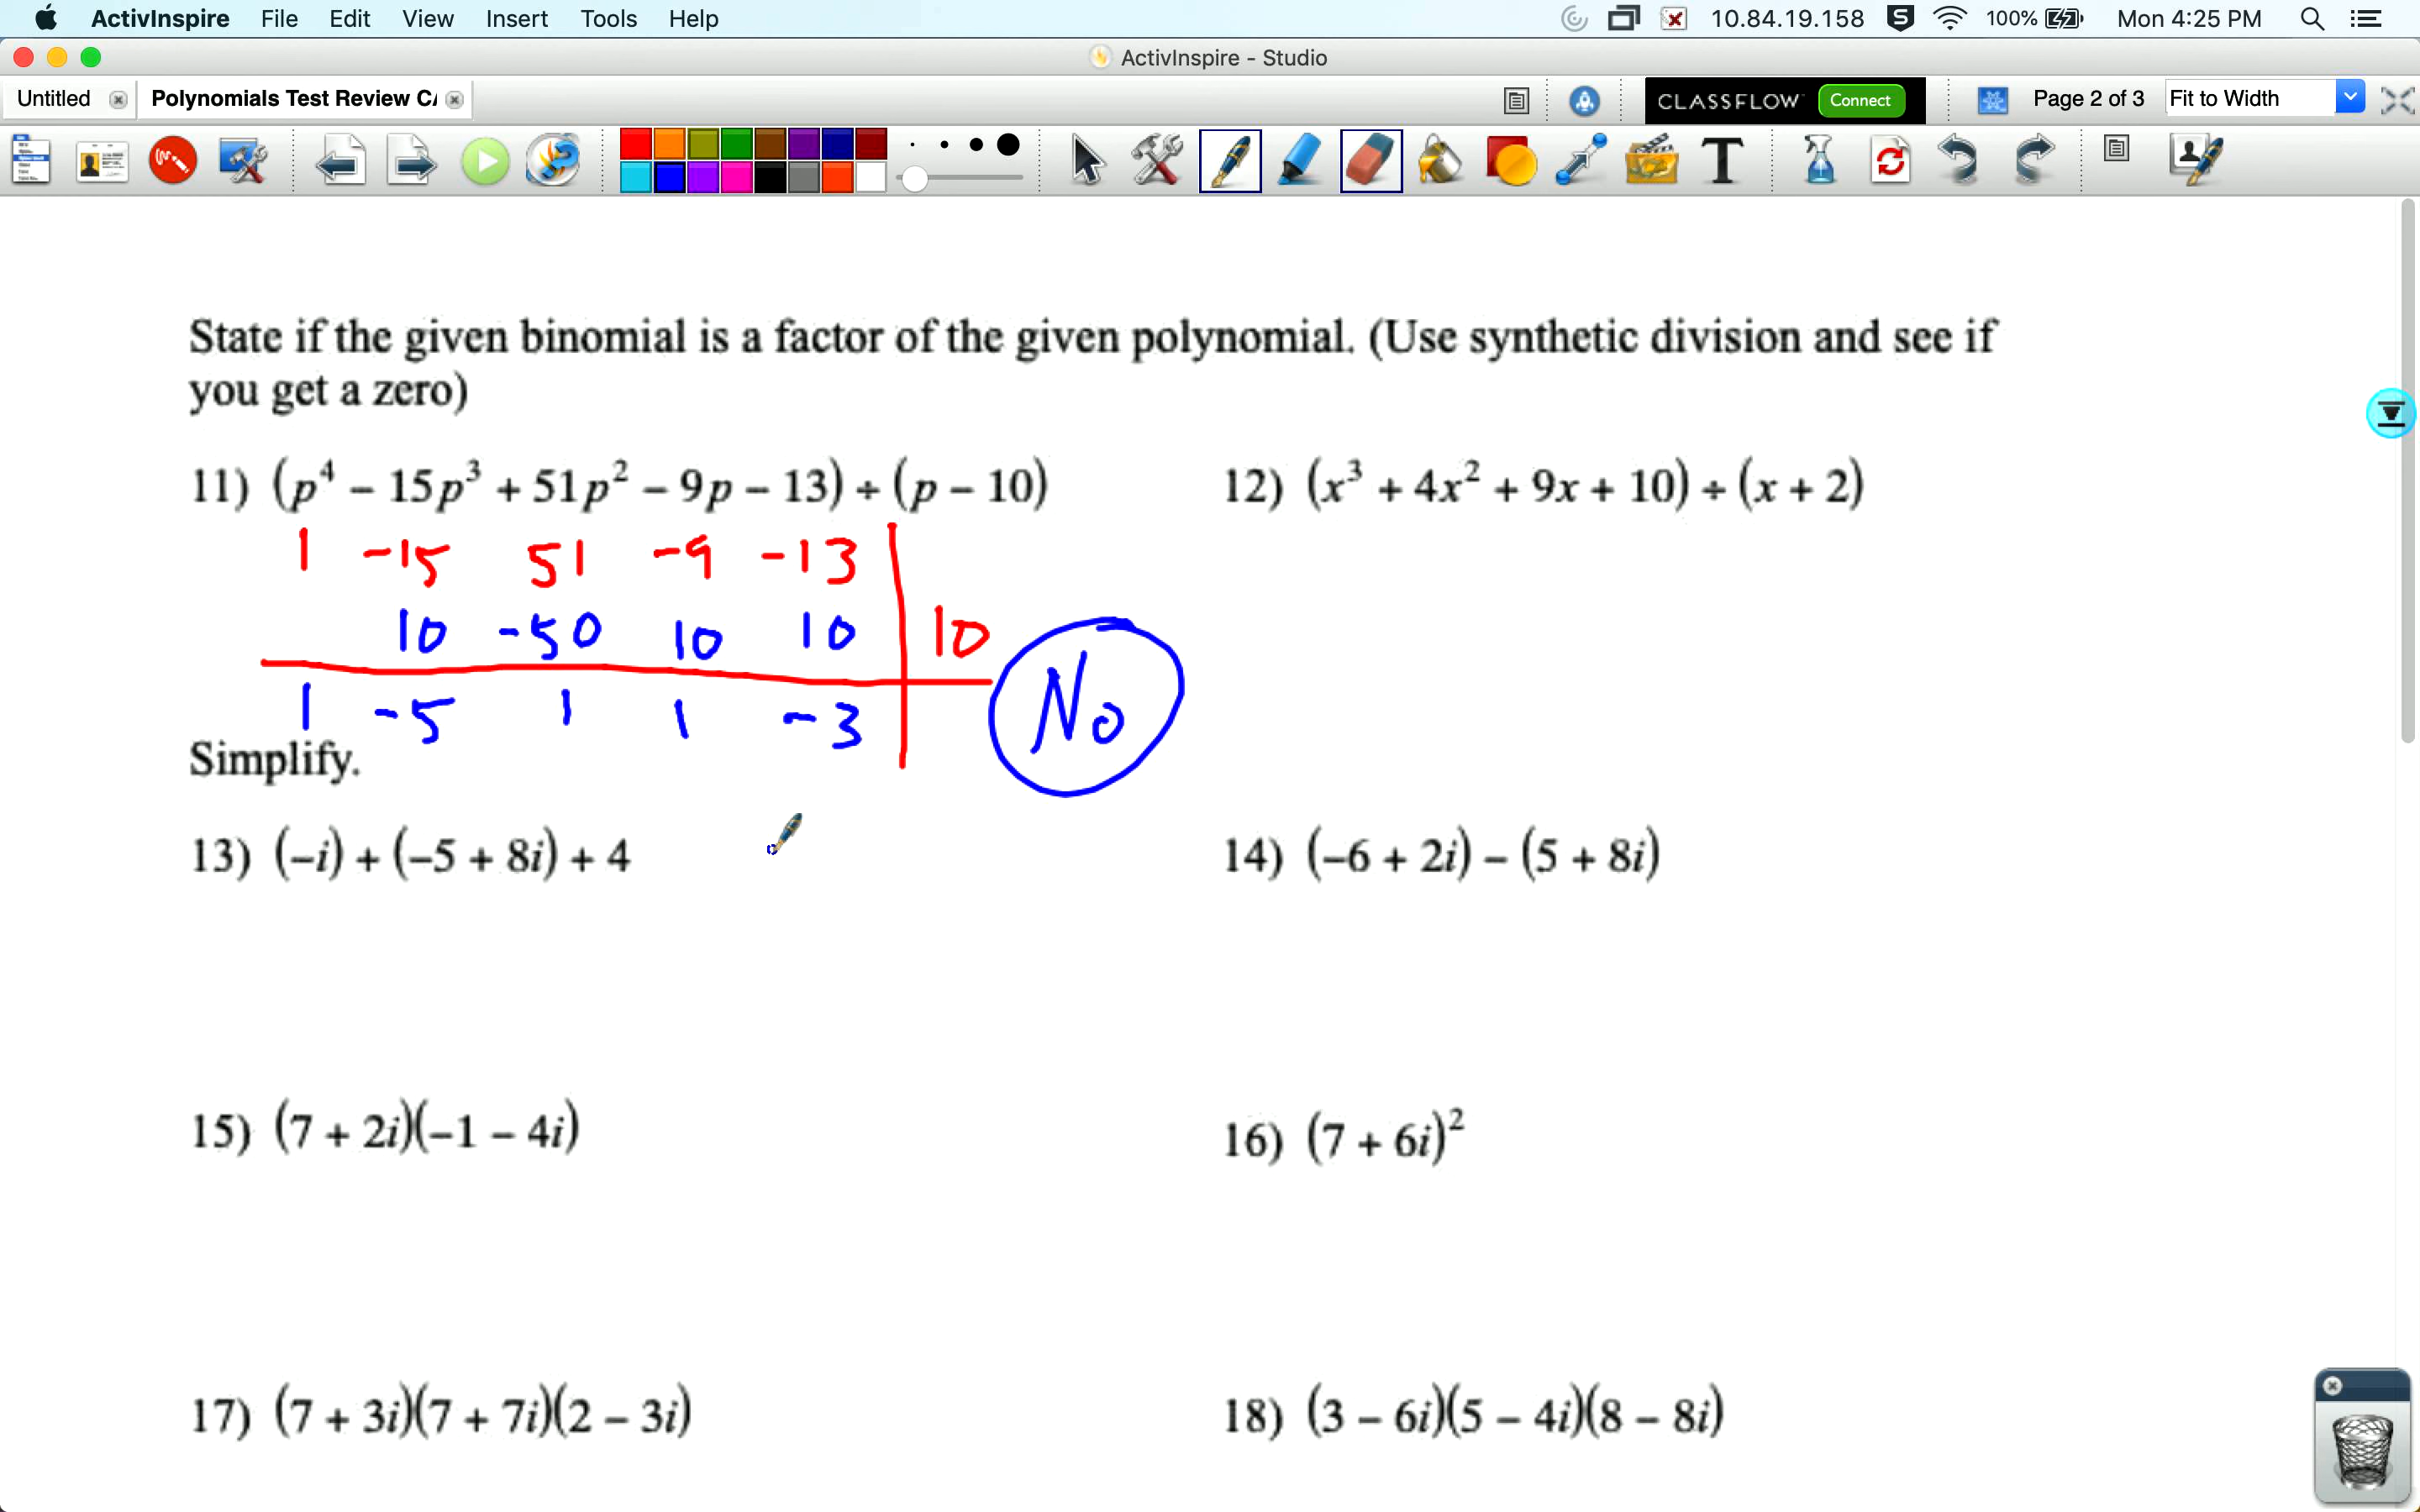 ActivInspire File Edit View Insert Tools Help 10.84.19.158 S 100% Mon 4:25 PM
ActivInspire - Studio
Untitled Polynomials Test Review CA CLASSFLOW Connect Page 2 of 3 Fit to Width
T
State if the given binomial is a factor of the given polynomial. (Use synthetic division and see if
you get a zero)
11) (p⁴ − 15p³ + 51p² − 9p − 13) ÷ (p − 10)
1 -15 51 -9 -13
10 -50 10 10 10
1 -5 1 1 -3
No
12) (x³ + 4x² + 9x + 10) ÷ (x + 2)
Simplify.
13) (−i) + (−5 + 8i) + 4
14) (−6 + 2i) − (5 + 8i)
15) (7 + 2i)(−1 − 4i)
16) (7 + 6i)²
17) (7 + 3i)(7 + 7i)(2 − 3i)
18) (3 − 6i)(5 − 4i)(8 − 8i)